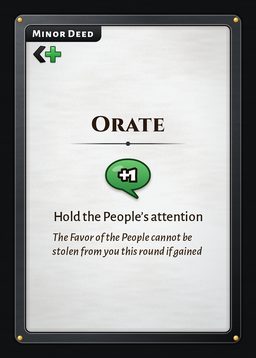 Minor Deed
Orate
+1
Hold the People's attention
The Favor of the People cannot be
stolen from you this round if gained